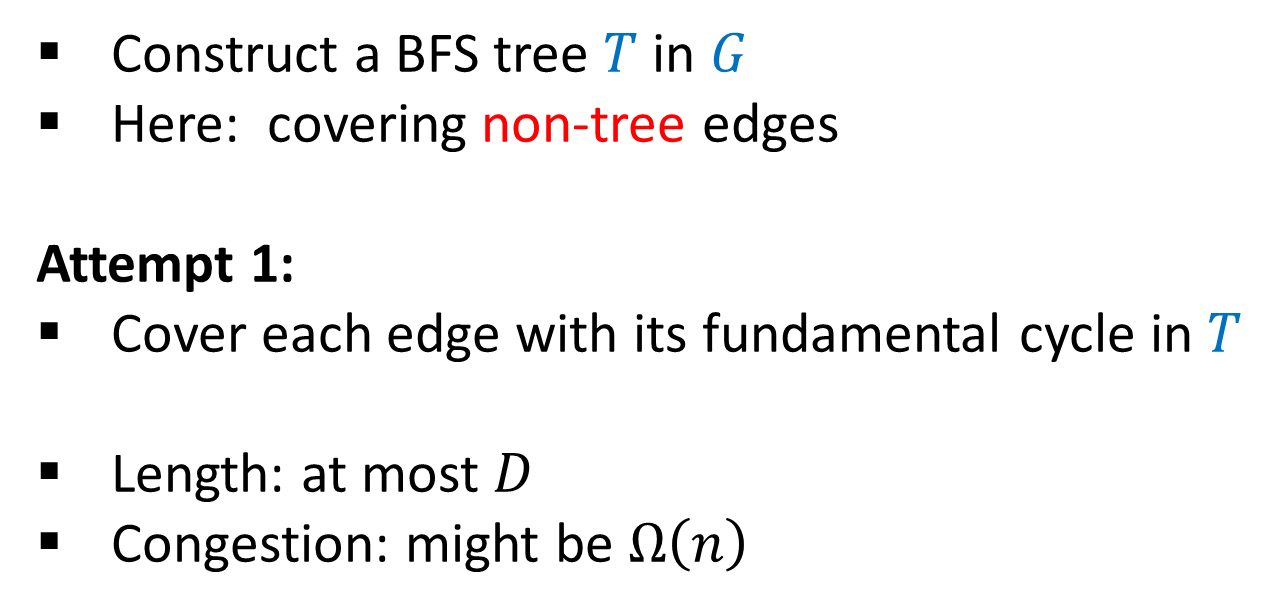 ▪ Construct a BFS tree T in G
▪ Here: covering non-tree edges
Attempt 1:
▪ Cover each edge with its fundamental cycle in T
▪ Length: at most D
▪ Congestion: might be Ω(n)